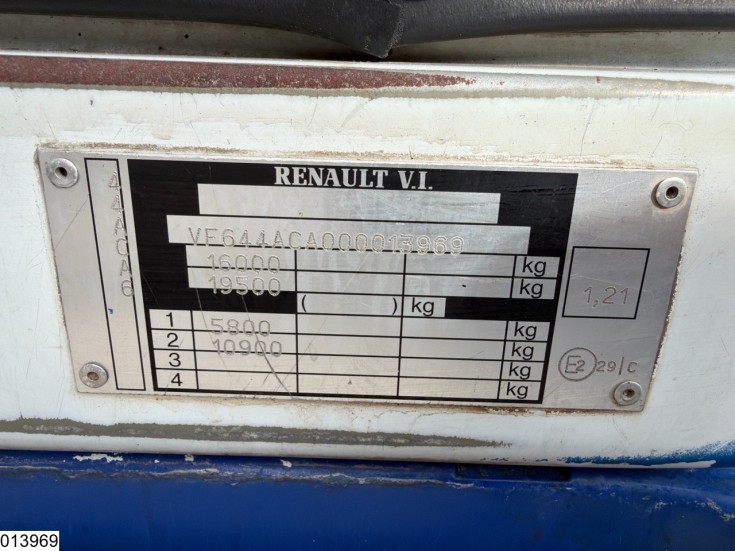 RENAULT V.I.
44ACA6
VF644ACA000013969
16000 kg
19500 kg
( ) kg
1 5800 kg
2 10900 kg
3 kg
4 kg
1,21
E2 29/C
013969